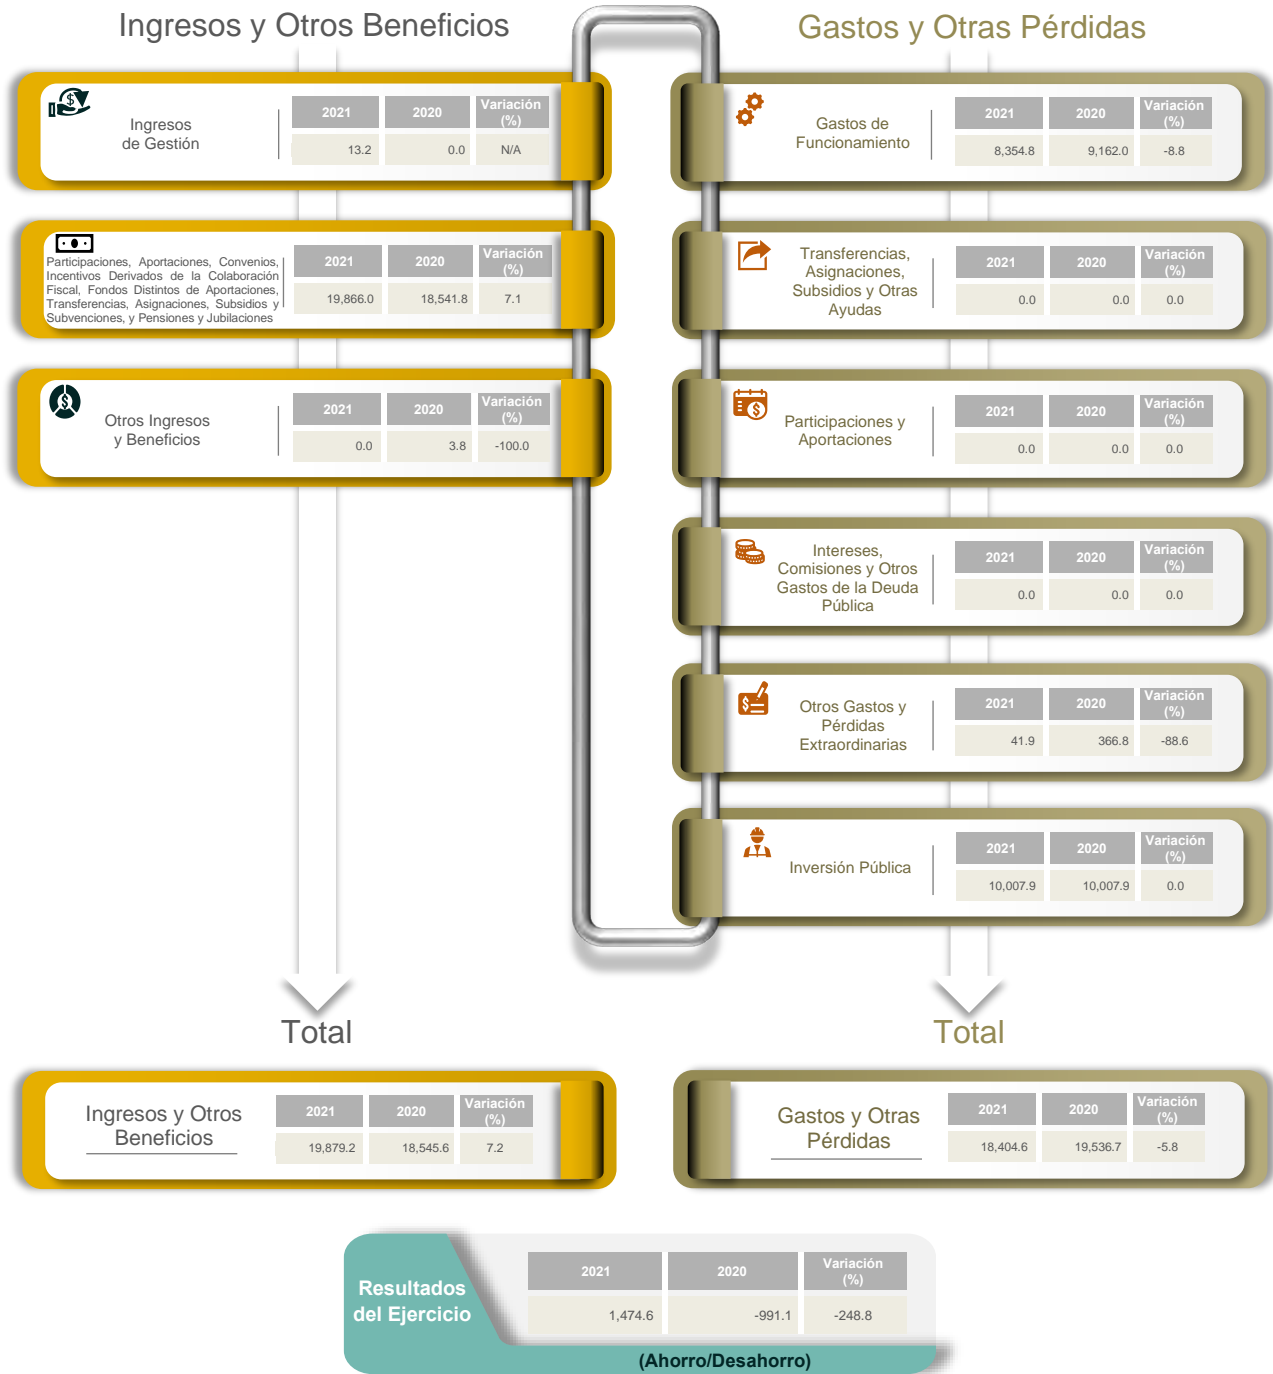 Ingresos y Otros Beneficios
Ingresos
de Gestión
2021 2020 Variación (%)
13.2 0.0 N/A
Participaciones, Aportaciones, Convenios,
Incentivos Derivados de la Colaboración
Fiscal, Fondos Distintos de Aportaciones,
Transferencias, Asignaciones, Subsidios y
Subvenciones, y Pensiones y Jubilaciones
2021 2020 Variación (%)
19,866.0 18,541.8 7.1
Otros Ingresos
y Beneficios
2021 2020 Variación (%)
0.0 3.8 -100.0
Gastos y Otras Pérdidas
Gastos de
Funcionamiento
2021 2020 Variación (%)
8,354.8 9,162.0 -8.8
Transferencias,
Asignaciones,
Subsidios y Otras
Ayudas
2021 2020 Variación (%)
0.0 0.0 0.0
Participaciones y
Aportaciones
2021 2020 Variación (%)
0.0 0.0 0.0
Intereses,
Comisiones y Otros
Gastos de la Deuda
Pública
2021 2020 Variación (%)
0.0 0.0 0.0
Otros Gastos y
Pérdidas
Extraordinarias
2021 2020 Variación (%)
41.9 366.8 -88.6
Inversión Pública
2021 2020 Variación (%)
10,007.9 10,007.9 0.0
Total
Ingresos y Otros
Beneficios
2021 2020 Variación (%)
19,879.2 18,545.6 7.2
Total
Gastos y Otras
Pérdidas
2021 2020 Variación (%)
18,404.6 19,536.7 -5.8
Resultados
del Ejercicio
2021 2020 Variación (%)
1,474.6 -991.1 -248.8
(Ahorro/Desahorro)